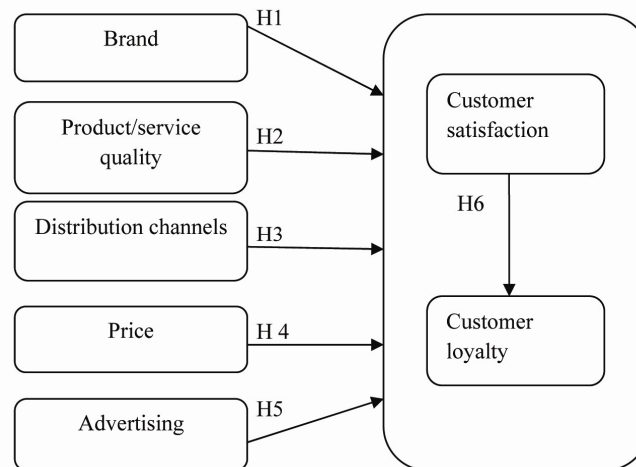 Brand
H1
Product/service
quality
H2
Distribution channels
H3
Price
H 4
Advertising
H5
Customer
satisfaction
H6
Customer
loyalty